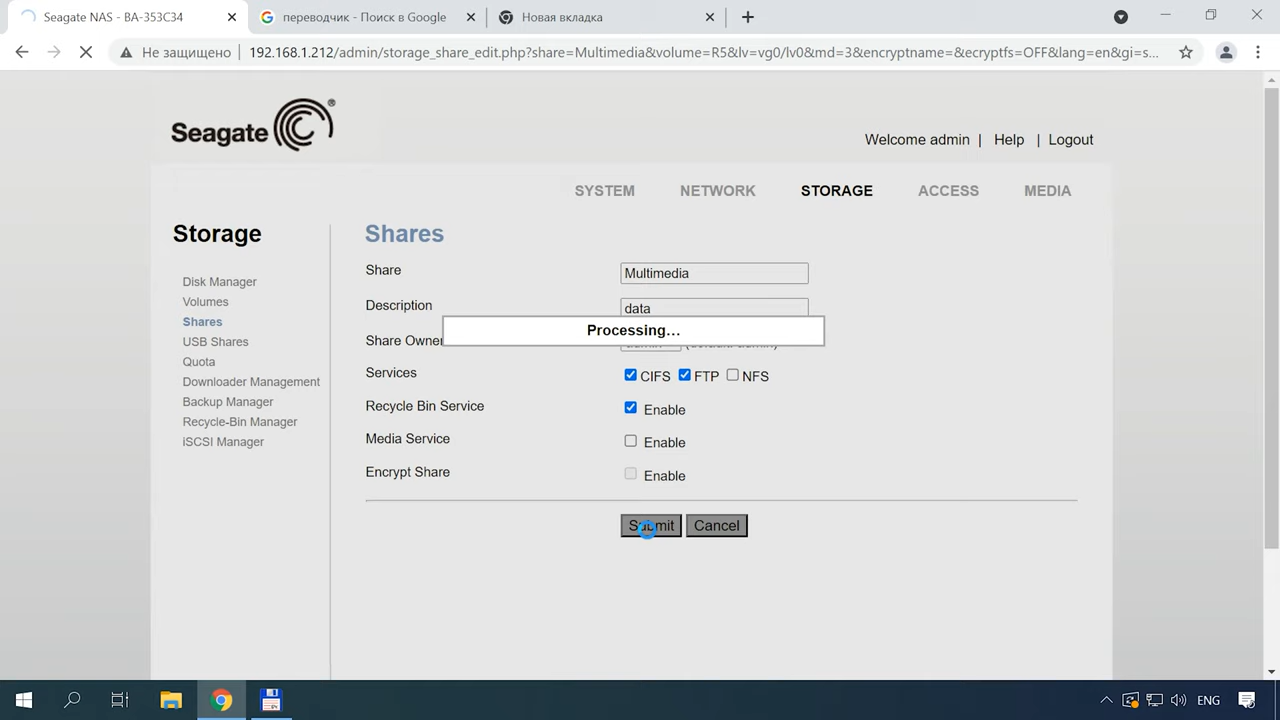 Seagate NAS - BA-353C34
переводчик - Поиск в Google
Новая вкладка
Не защищено
192.168.1.212/admin/storage_share_edit.php?share=Multimedia&volume=R5&lv=vg0/lv0&md=3&encryptname=&ecryptfs=OFF&lang=en&gi=s...
Seagate
Welcome admin | Help | Logout
SYSTEM NETWORK STORAGE ACCESS MEDIA
Storage
Disk Manager
Volumes
Shares
USB Shares
Quota
Downloader Management
Backup Manager
Recycle-Bin Manager
iSCSI Manager
Shares
Share Multimedia
Description data
Processing...
Share Owner
Services CIFS FTP NFS
Recycle Bin Service Enable
Media Service Enable
Encrypt Share Enable
Submit Cancel
ENG